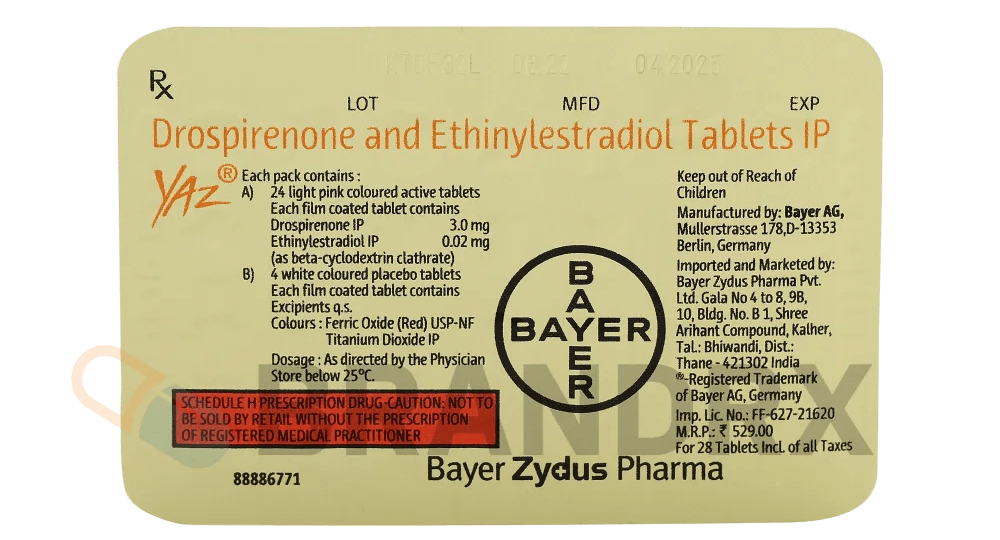 Rx
08.22 04.2025
LOT MFD EXP
Drospirenone and Ethinylestradiol Tablets IP
YAZ®
Each pack contains :
A) 24 light pink coloured active tablets
Each film coated tablet contains
Drospirenone IP 3.0 mg
Ethinylestradiol IP 0.02 mg
(as beta-cyclodextrin clathrate)
B) 4 white coloured placebo tablets
Each film coated tablet contains
Excipients q.s.
Colours : Ferric Oxide (Red) USP-NF
Titanium Dioxide IP
Dosage : As directed by the Physician
Store below 25°C.
SCHEDULE H PRESCRIPTION DRUG-CAUTION: NOT TO
BE SOLD BY RETAIL WITHOUT THE PRESCRIPTION
OF REGISTERED MEDICAL PRACTITIONER
88886771
BAYER
BAYER
Bayer Zydus Pharma
Keep out of Reach of
Children
Manufactured by: Bayer AG,
Mullerstrasse 178,D-13353
Berlin, Germany
Imported and Marketed by:
Bayer Zydus Pharma Pvt.
Ltd. Gala No 4 to 8, 9B,
10, Bldg. No. B 1, Shree
Arihant Compound, Kalher,
Tal.: Bhiwandi, Dist.:
Thane - 421302 India
®-Registered Trademark
of Bayer AG, Germany
Imp. Lic. No.: FF-627-21620
M.R.P.: ₹ 529.00
For 28 Tablets Incl. of all Taxes
BRANDEX